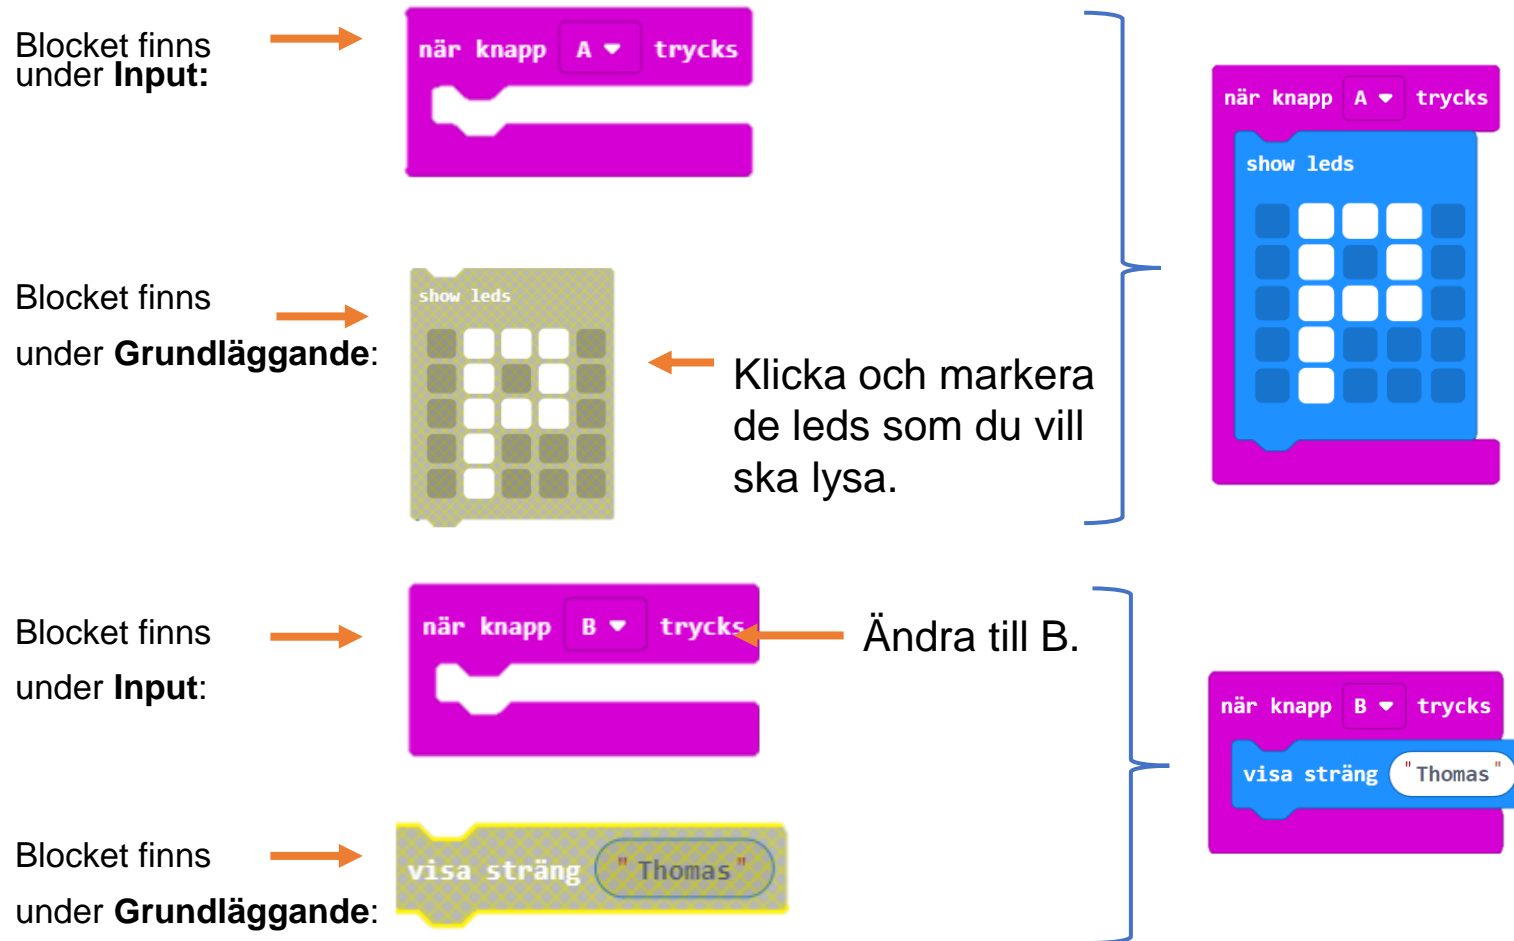 Blocket finns
under Input:
när knapp A trycks
när knapp A trycks
show leds
Blocket finns
under Grundläggande:
show leds
Klicka och markera
de leds som du vill
ska lysa.
Blocket finns
under Input:
när knapp B trycks
Ändra till B.
när knapp B trycks
visa sträng "Thomas"
Blocket finns
under Grundläggande:
visa sträng "Thomas"